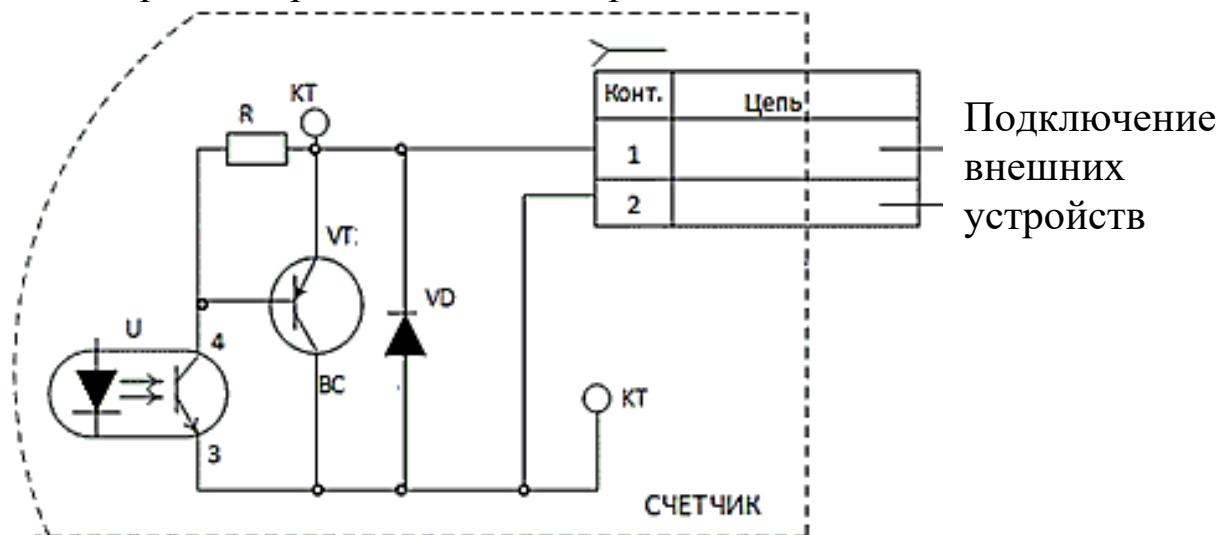 КТ
R
Конт.
Цепь
Подключение
внешних
устройств
1
2
VT:
VD
U
4
ВС
КТ
3
СЧЕТЧИК